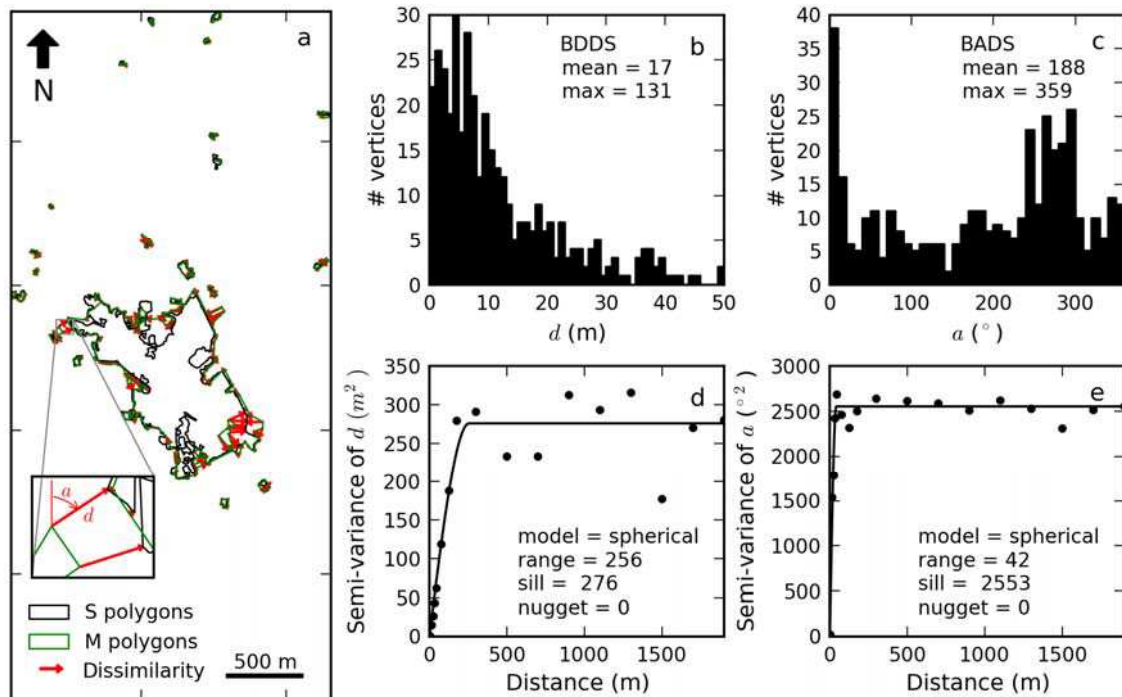 a
N
a
d
S polygons
M polygons
Dissimilarity
500 m
b
BDDS
mean = 17
max = 131
# vertices
30
25
20
15
10
5
0
0 10 20 30 40 50
d (m)
c
BADS
mean = 188
max = 359
# vertices
40
35
30
25
20
15
10
5
0
0 100 200 300
a (°)
d
Semi-variance of d (m²)
350
300
250
200
150
100
50
0
model = spherical
range = 256
sill = 276
nugget = 0
0 500 1000 1500
Distance (m)
e
Semi-variance of a (°²)
3000
2500
2000
1500
1000
500
0
model = spherical
range = 42
sill = 2553
nugget = 0
0 500 1000 1500
Distance (m)